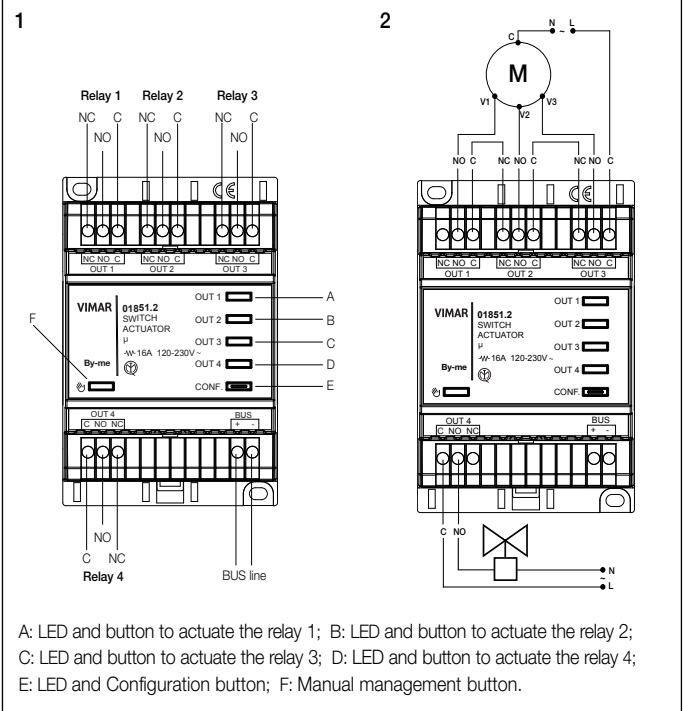 1
Relay 1 Relay 2 Relay 3
NC C NC C NC C
NO NO NO
NC NO C NC NO C NC NO C
OUT 1 OUT 2 OUT 3
VIMAR
01851.2
SWITCH
ACTUATOR
µ
16A 120-230V ~
By-me
OUT 1
OUT 2
OUT 3
OUT 4
CONF.
A
B
C
D
E
F
OUT 4 BUS
C NO NC + -
NO
C NC
Relay 4 BUS line
2
N L
~
C
M
V1 V2 V3
NO C NC NO C NC NO C
CE
NC NO C NC NO C NC NO C
OUT 1 OUT 2 OUT 3
VIMAR
01851.2
SWITCH
ACTUATOR
µ
16A 120-230V ~
By-me
OUT 1
OUT 2
OUT 3
OUT 4
CONF.
OUT 4 BUS
C NO NC + -
C NO
N
~
L
A: LED and button to actuate the relay 1; B: LED and button to actuate the relay 2;
C: LED and button to actuate the relay 3; D: LED and button to actuate the relay 4;
E: LED and Configuration button; F: Manual management button.